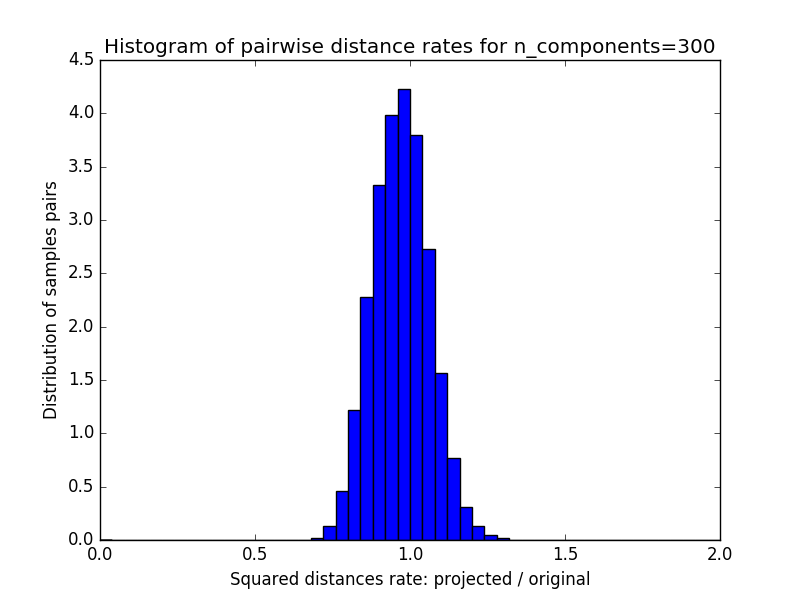 Histogram of pairwise distance rates for n_components=300
4.5
4.0
3.5
3.0
2.5
2.0
1.5
1.0
0.5
0.0
Distribution of samples pairs
0.0 0.5 1.0 1.5 2.0
Squared distances rate: projected / original